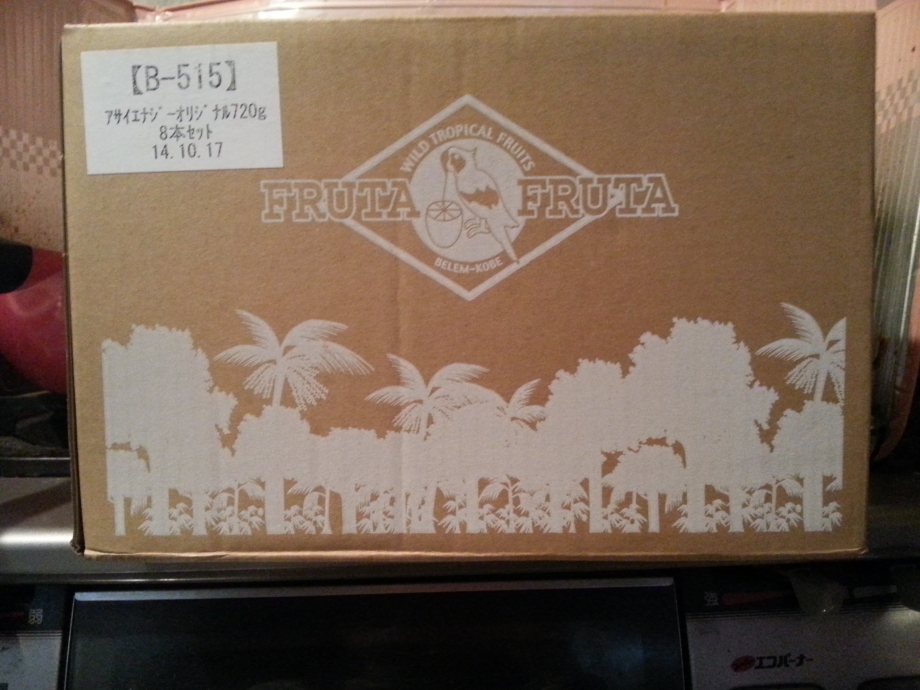 【B-515】
アサイエナジーオリジナル720g
8本セット
14.10.17
WILD TROPICAL FRUITS
FRUTA FRUTA
BELEM-KOBE
エコバーナー